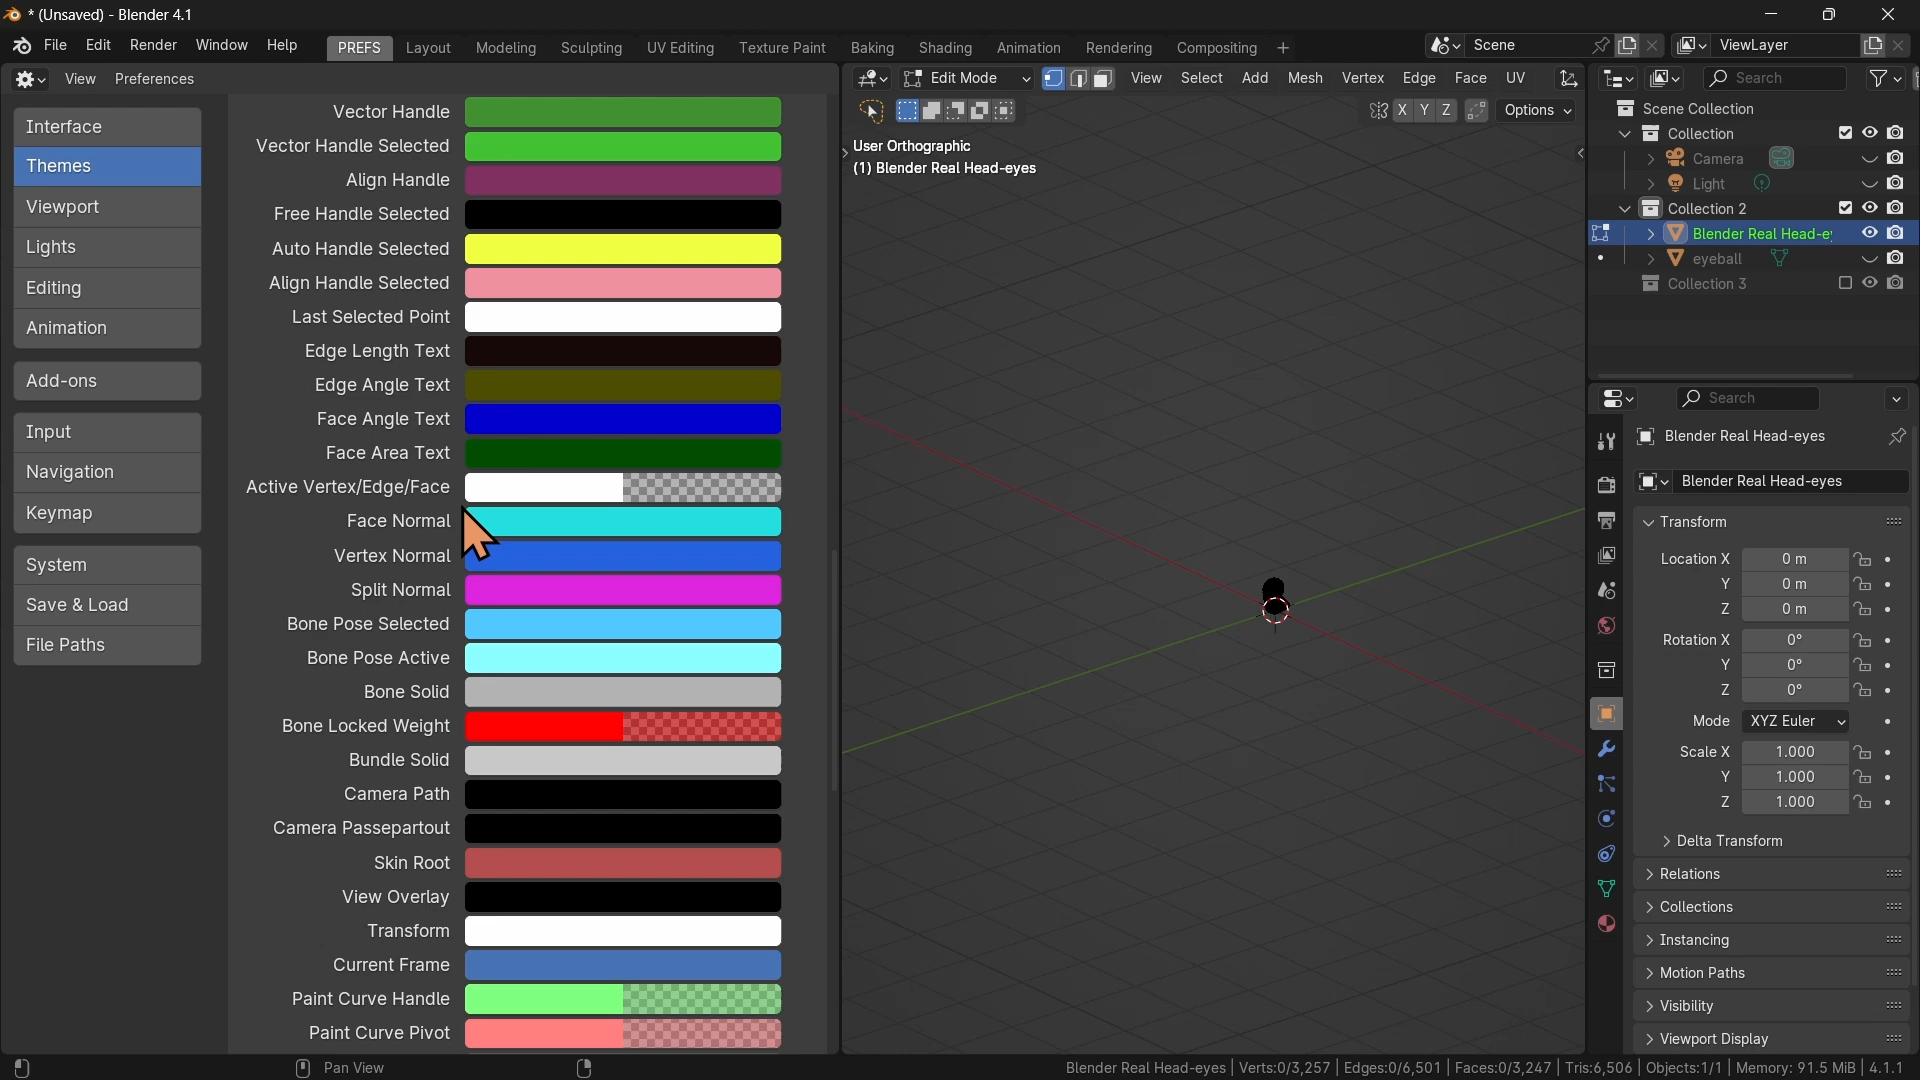 * (Unsaved) - Blender 4.1
File Edit Render Window Help
PREFS Layout Modeling Sculpting UV Editing Texture Paint Baking Shading Animation Rendering Compositing +
Scene
ViewLayer
View Preferences
Interface
Themes
Viewport
Lights
Editing
Animation
Add-ons
Input
Navigation
Keymap
System
Save & Load
File Paths
Vector Handle
Vector Handle Selected
Align Handle
Free Handle Selected
Auto Handle Selected
Align Handle Selected
Last Selected Point
Edge Length Text
Edge Angle Text
Face Angle Text
Face Area Text
Active Vertex/Edge/Face
Face Normal
Vertex Normal
Split Normal
Bone Pose Selected
Bone Pose Active
Bone Solid
Bone Locked Weight
Bundle Solid
Camera Path
Camera Passepartout
Skin Root
View Overlay
Transform
Current Frame
Paint Curve Handle
Paint Curve Pivot
Edit Mode
View Select Add Mesh Vertex Edge Face UV
X Y Z
Options
User Orthographic
(1) Blender Real Head-eyes
Search
Scene Collection
Collection
Camera
Light
Collection 2
Blender Real Head-ey
eyeball
Collection 3
Search
Blender Real Head-eyes
Blender Real Head-eyes
Transform
Location X 0 m
Y 0 m
Z 0 m
Rotation X 0°
Y 0°
Z 0°
Mode XYZ Euler
Scale X 1.000
Y 1.000
Z 1.000
Delta Transform
Relations
Collections
Instancing
Motion Paths
Visibility
Viewport Display
Pan View
Blender Real Head-eyes | Verts:0/3,257 | Edges:0/6,501 | Faces:0/3,247 | Tris:6,506 | Objects:1/1 | Memory: 91.5 MiB | 4.1.1